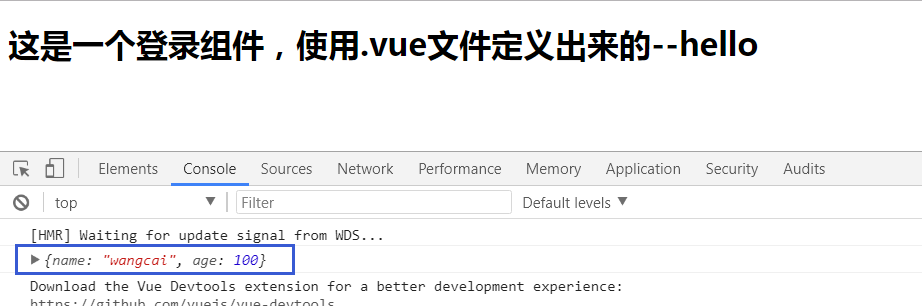 这是一个登录组件，使用.vue文件定义出来的--hello
Elements Console Sources Network Performance Memory Application Security Audits
top Filter Default levels
[HMR] Waiting for update signal from WDS...
{name: "wangcai", age: 100}
Download the Vue Devtools extension for a better development experience:
https://github.com/vuejs/vue-devtools